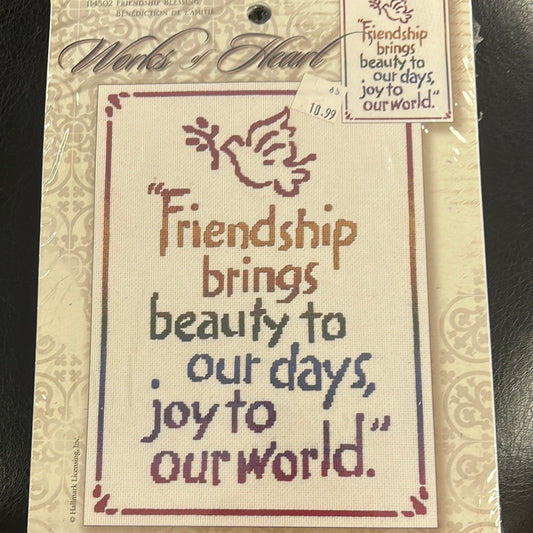 114502 FRIENDSHIP BLESSING
BÉNÉDICTION DE L'AMITIÉ
Works of Heart
"Friendship
brings
beauty to
our days,
joy to
our world."
10.99
"Friendship
brings
beauty to
our days,
joy to
our world."
© Hallmark Licensing, Inc.